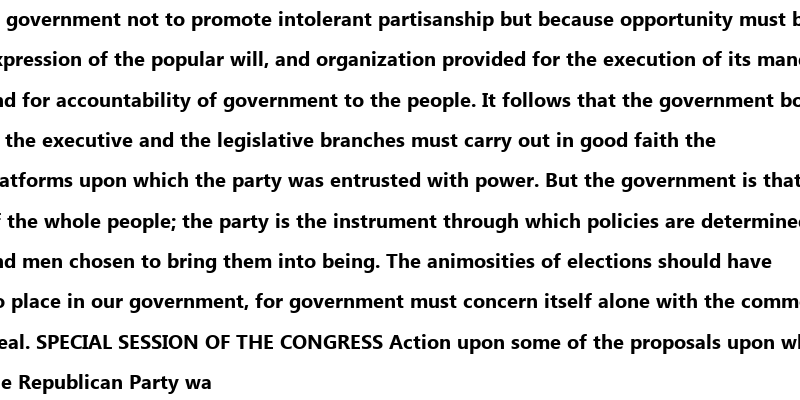 government not to promote intolerant partisanship but because opportunity must b
xpression of the popular will, and organization provided for the execution of its man
nd for accountability of government to the people. It follows that the government bo
the executive and the legislative branches must carry out in good faith the
atforms upon which the party was entrusted with power. But the government is that
f the whole people; the party is the instrument through which policies are determined
nd men chosen to bring them into being. The animosities of elections should have
o place in our government, for government must concern itself alone with the comm
eal. SPECIAL SESSION OF THE CONGRESS Action upon some of the proposals upon wh
e Republican Party wa